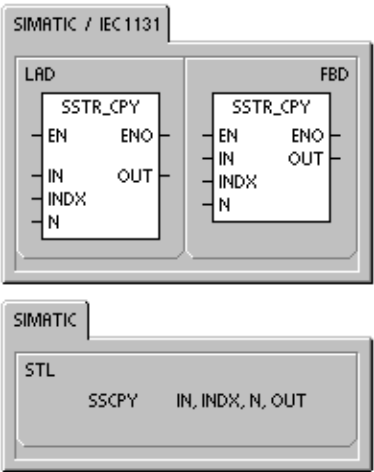 SIMATIC / IEC 1131
LAD
FBD
SSTR_CPY
EN ENO
IN OUT
INDX
N
SSTR_CPY
EN ENO
IN OUT
INDX
N
SIMATIC
STL
SSCPY IN, INDX, N, OUT